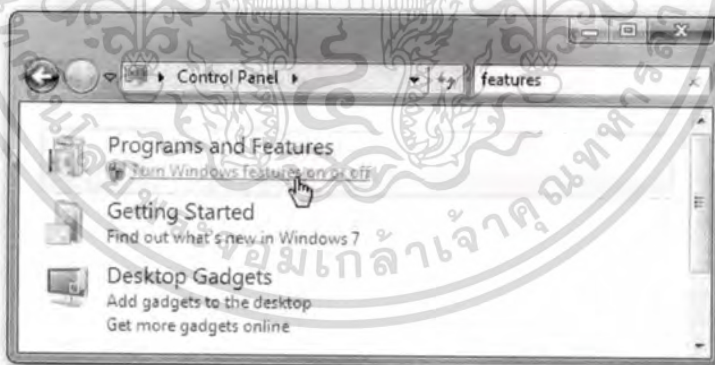 Control Panel
features
Programs and Features
Turn Windows features on or off
Getting Started
Find out what's new in Windows 7
Desktop Gadgets
Add gadgets to the desktop
Get more gadgets online